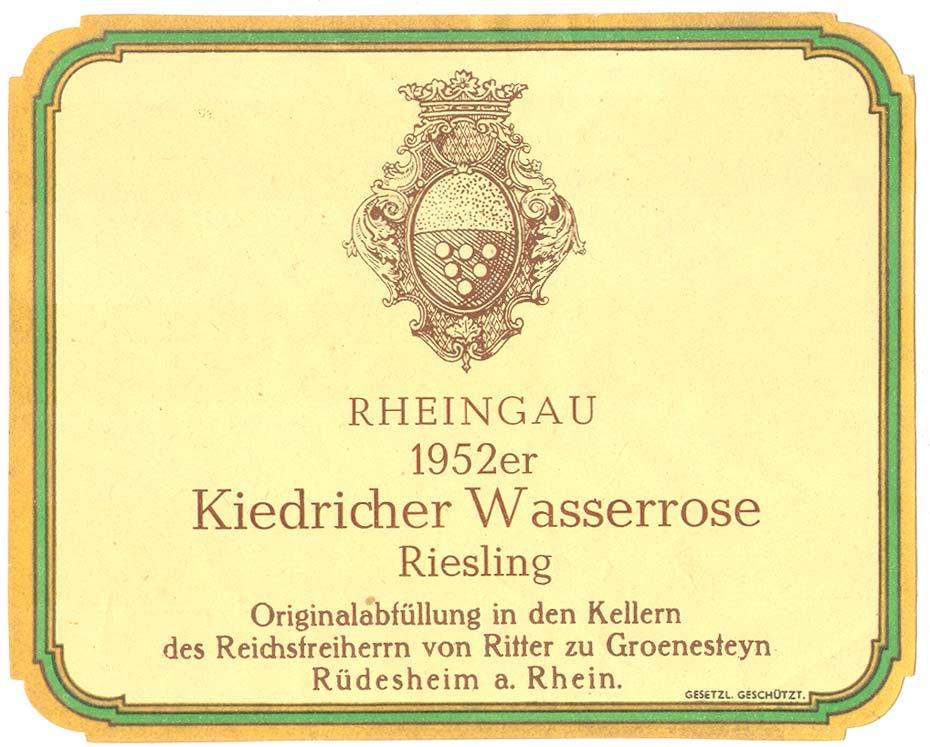 RHEINGAU
1952er
Kiedricher Wasserrose
Riesling
Originalabfüllung in den Kellern
des Reichsfreiherrn von Ritter zu Groenesteyn
Rüdesheim a. Rhein.
GESETZL. GESCHÜTZT.